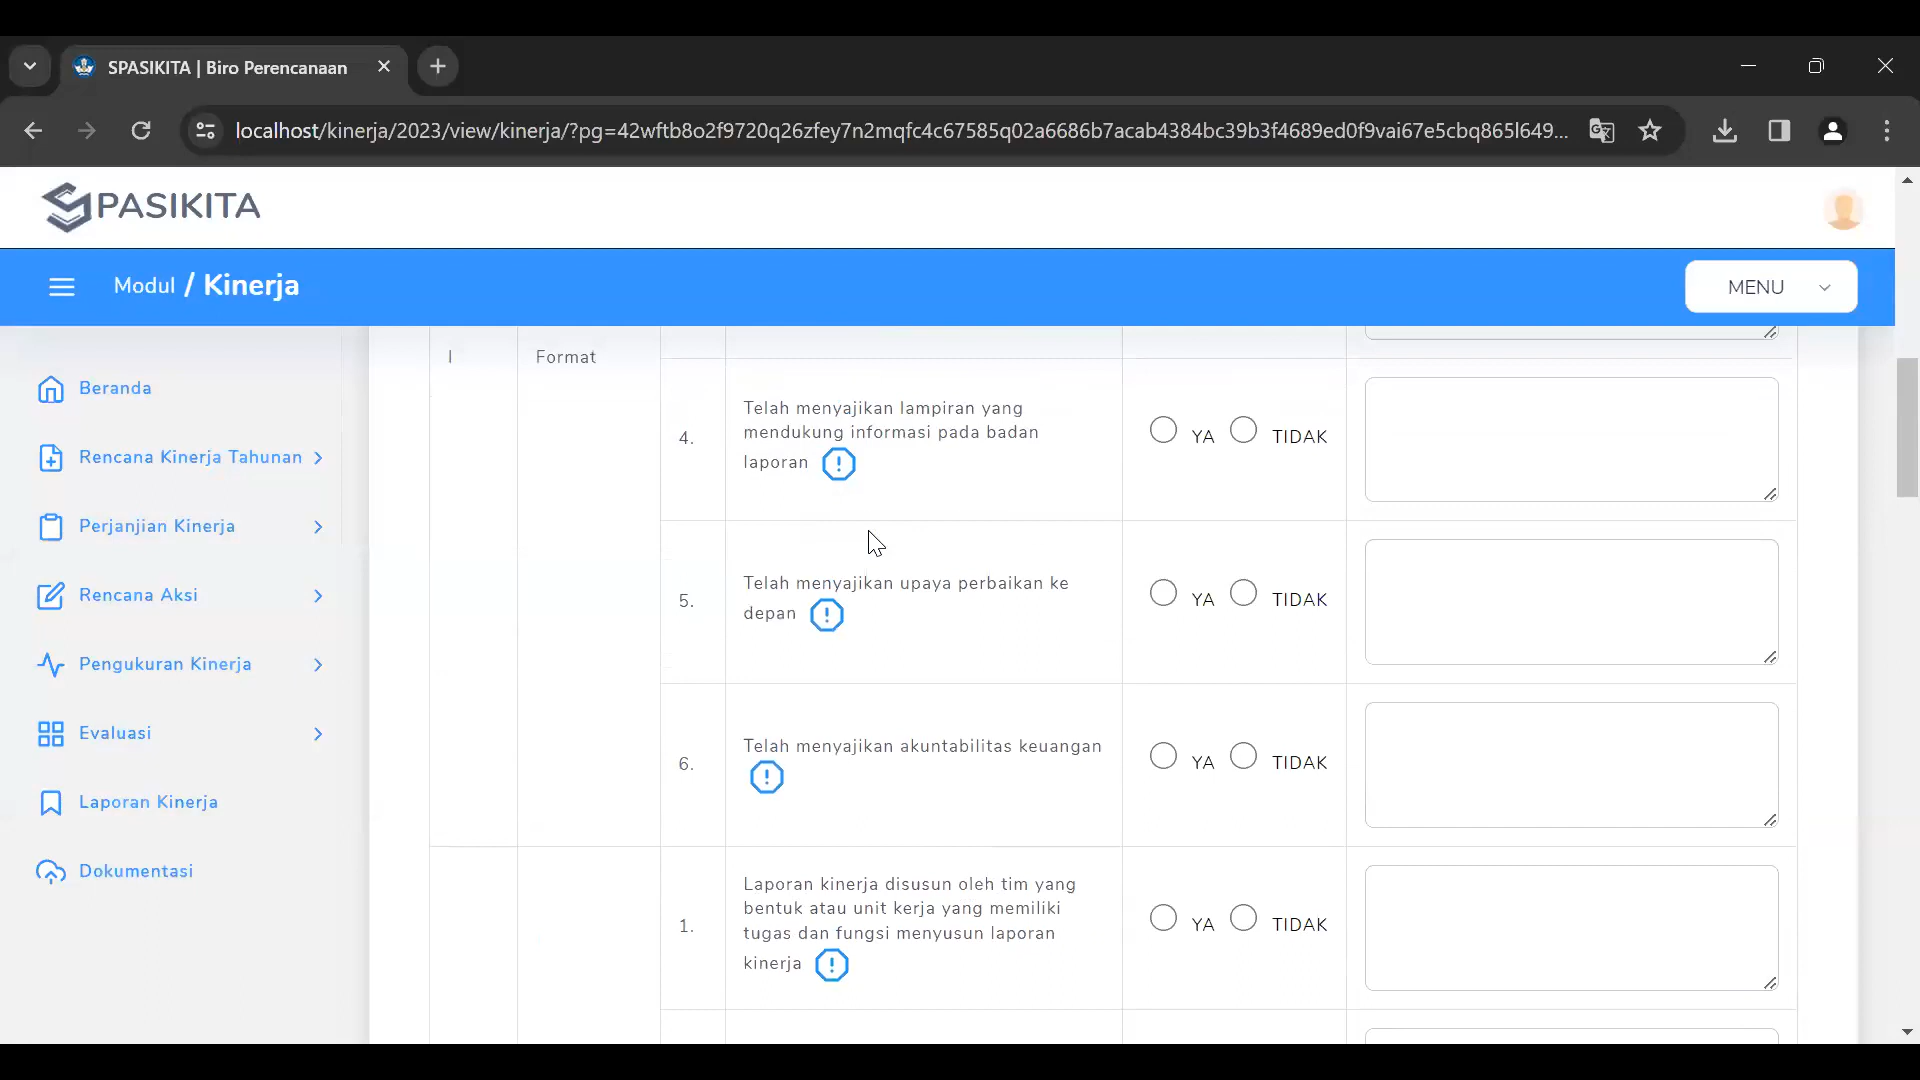 SPASIKITA | Biro Perencanaan
localhost/kinerja/2023/view/kinerja/?pg=42wftb8o2f9720q26zfey7n2mqfc4c67585q02a6686b7acab4384bc39b3f4689ed0f9vai67e5cbq865l649...
SPASIKITA
Modul / Kinerja
MENU
Beranda
Rencana Kinerja Tahunan
Perjanjian Kinerja
Rencana Aksi
Pengukuran Kinerja
Evaluasi
Laporan Kinerja
Dokumentasi
I
Format
4.
Telah menyajikan lampiran yang
mendukung informasi pada badan
laporan
YA
TIDAK
5.
Telah menyajikan upaya perbaikan ke
depan
YA
TIDAK
6.
Telah menyajikan akuntabilitas keuangan
YA
TIDAK
1.
Laporan kinerja disusun oleh tim yang
bentuk atau unit kerja yang memiliki
tugas dan fungsi menyusun laporan
kinerja
YA
TIDAK